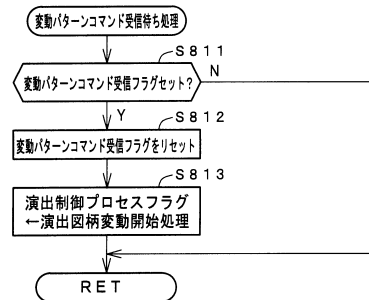 変動パターンコマンド受信待ち処理
S811
変動パターンコマンド受信フラグセット?
N
Y
S812
変動パターンコマンド受信フラグをリセット
S813
演出制御プロセスフラグ
←演出図柄変動開始処理
RET